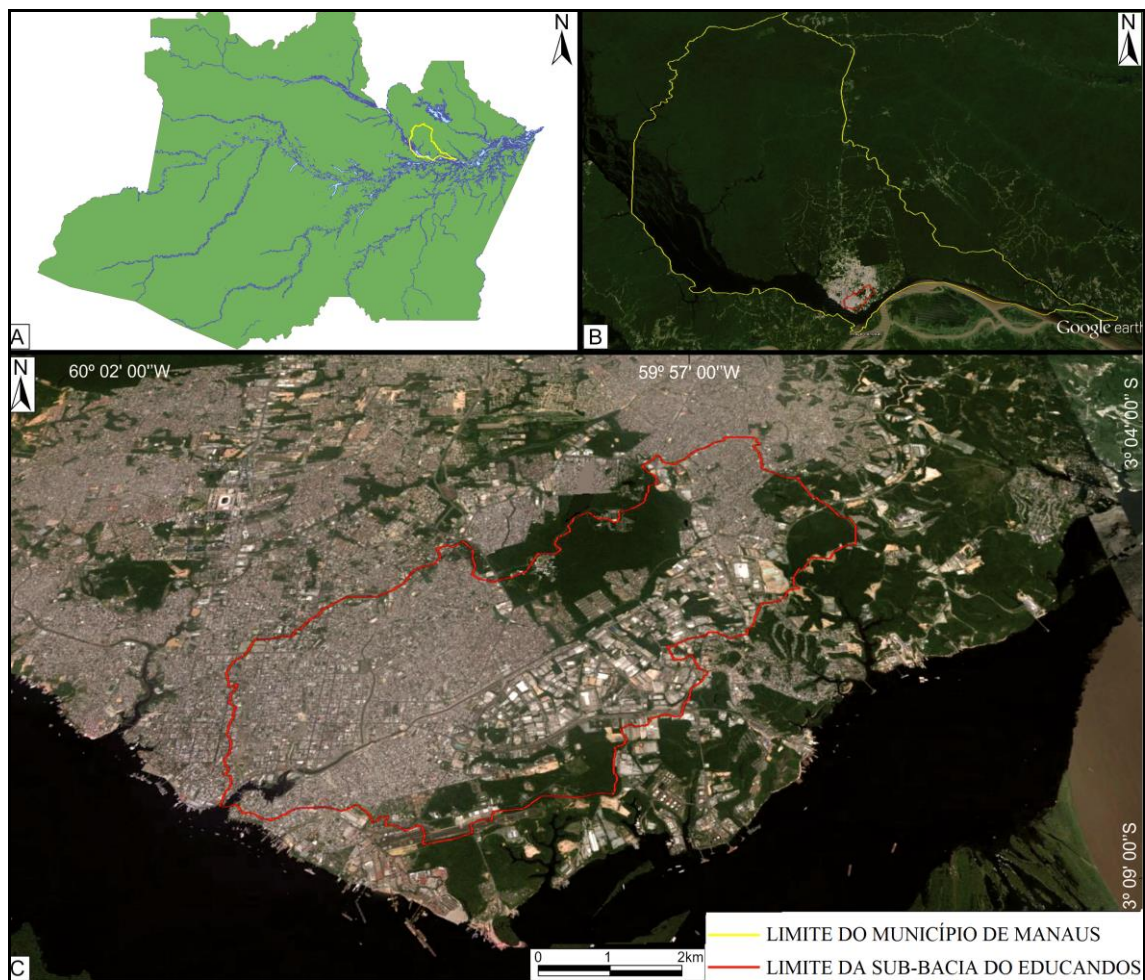 N
N
A
B
Google earth
N
60º 02' 00''W
59º 57' 00''W
3º 04' 00'' S
3º 09' 00''S
LIMITE DO MUNICÍPIO DE MANAUS
LIMITE DA SUB-BACIA DO EDUCANDOS
0 1 2km
C